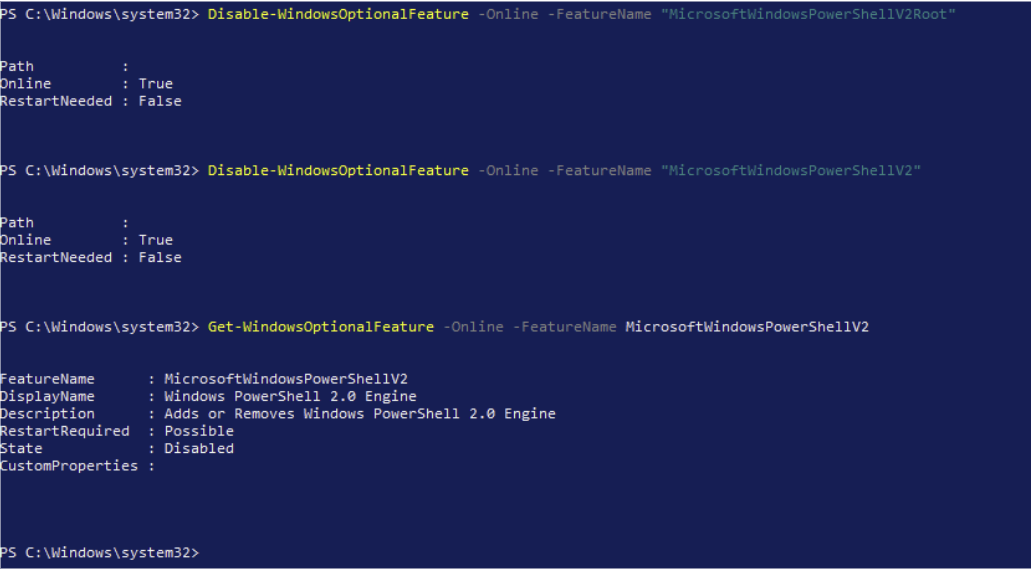 PS C:\Windows\system32> Disable-WindowsOptionalFeature -Online -FeatureName "MicrosoftWindowsPowerShellV2Root"
Path          :
Online        : True
RestartNeeded : False
PS C:\Windows\system32> Disable-WindowsOptionalFeature -Online -FeatureName "MicrosoftWindowsPowerShellV2"
Path          :
Online        : True
RestartNeeded : False
PS C:\Windows\system32> Get-WindowsOptionalFeature -Online -FeatureName MicrosoftWindowsPowerShellV2
FeatureName      : MicrosoftWindowsPowerShellV2
DisplayName      : Windows PowerShell 2.0 Engine
Description      : Adds or Removes Windows PowerShell 2.0 Engine
RestartRequired  : Possible
State            : Disabled
CustomProperties :
PS C:\Windows\system32>